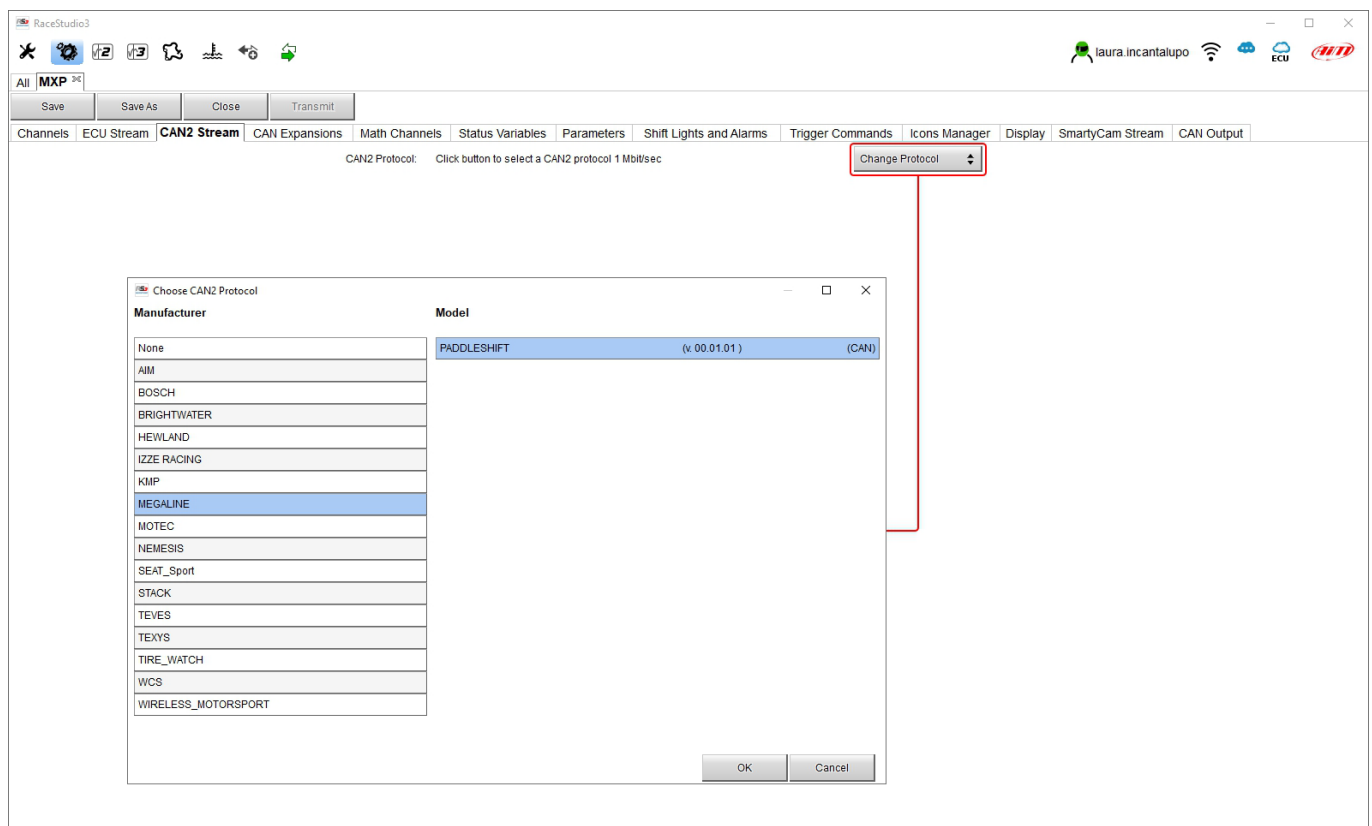 RaceStudio3
laura.incantalupo
ECU
AiM
All MXP
Save Save As Close Transmit
Channels ECU Stream CAN2 Stream CAN Expansions Math Channels Status Variables Parameters Shift Lights and Alarms Trigger Commands Icons Manager Display SmartyCam Stream CAN Output
CAN2 Protocol: Click button to select a CAN2 protocol 1 Mbit/sec Change Protocol
Choose CAN2 Protocol
Manufacturer Model
None PADDLESHIFT (v. 00.01.01 ) (CAN)
AIM
BOSCH
BRIGHTWATER
HEWLAND
IZZE RACING
KMP
MEGALINE
MOTEC
NEMESIS
SEAT_Sport
STACK
TEVES
TEXYS
TIRE_WATCH
WCS
WIRELESS_MOTORSPORT
OK Cancel